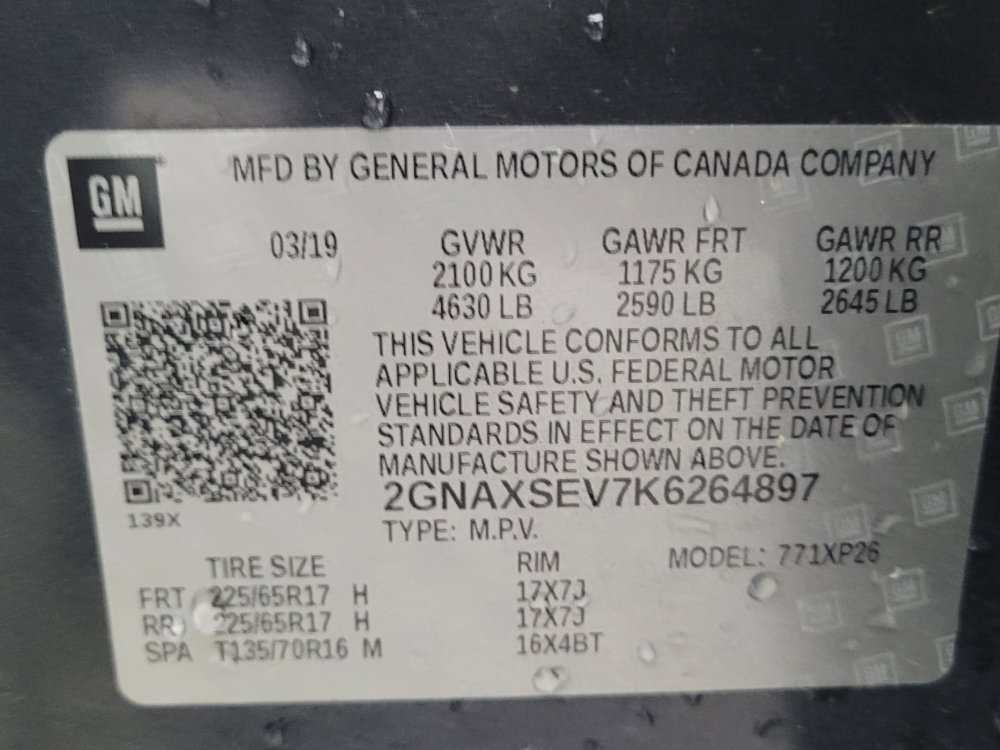 GM
MFD BY GENERAL MOTORS OF CANADA COMPANY
03/19 GVWR GAWR FRT GAWR RR
2100 KG 1175 KG 1200 KG
4630 LB 2590 LB 2645 LB
THIS VEHICLE CONFORMS TO ALL
APPLICABLE U.S. FEDERAL MOTOR
VEHICLE SAFETY AND THEFT PREVENTION
STANDARDS IN EFFECT ON THE DATE OF
MANUFACTURE SHOWN ABOVE.
2GNAXSEV7K6264897
139X
TYPE: M.P.V.
TIRE SIZE RIM MODEL: 771XP26
FRT 225/65R17 H 17X7J
RR 225/65R17 H 17X7J
SPA T135/70R16 M 16X4BT